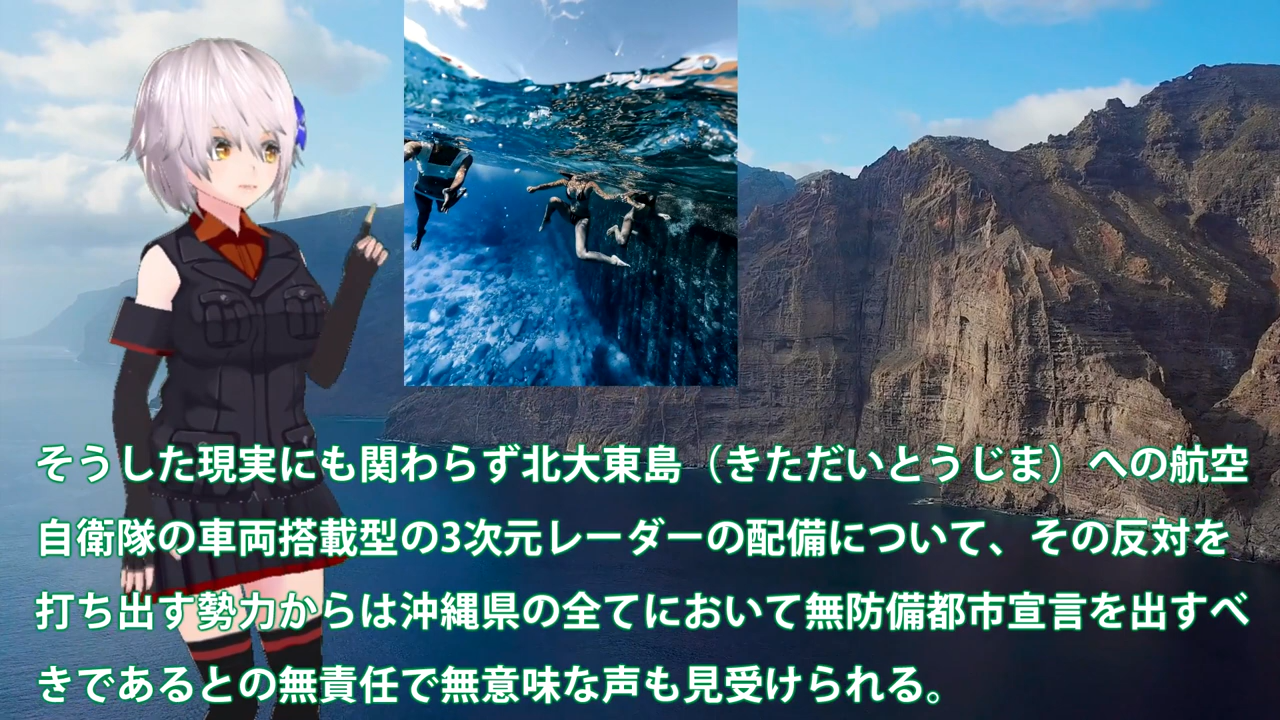 そうした現実にも関わらず北大東島（きただいとうじま）への航空
自衛隊の車両搭載型の3次元レーダーの配備について、その反対を
打ち出す勢力からは沖縄県の全てにおいて無防備都市宣言を出すべ
きであるとの無責任で無意味な声も見受けられる。